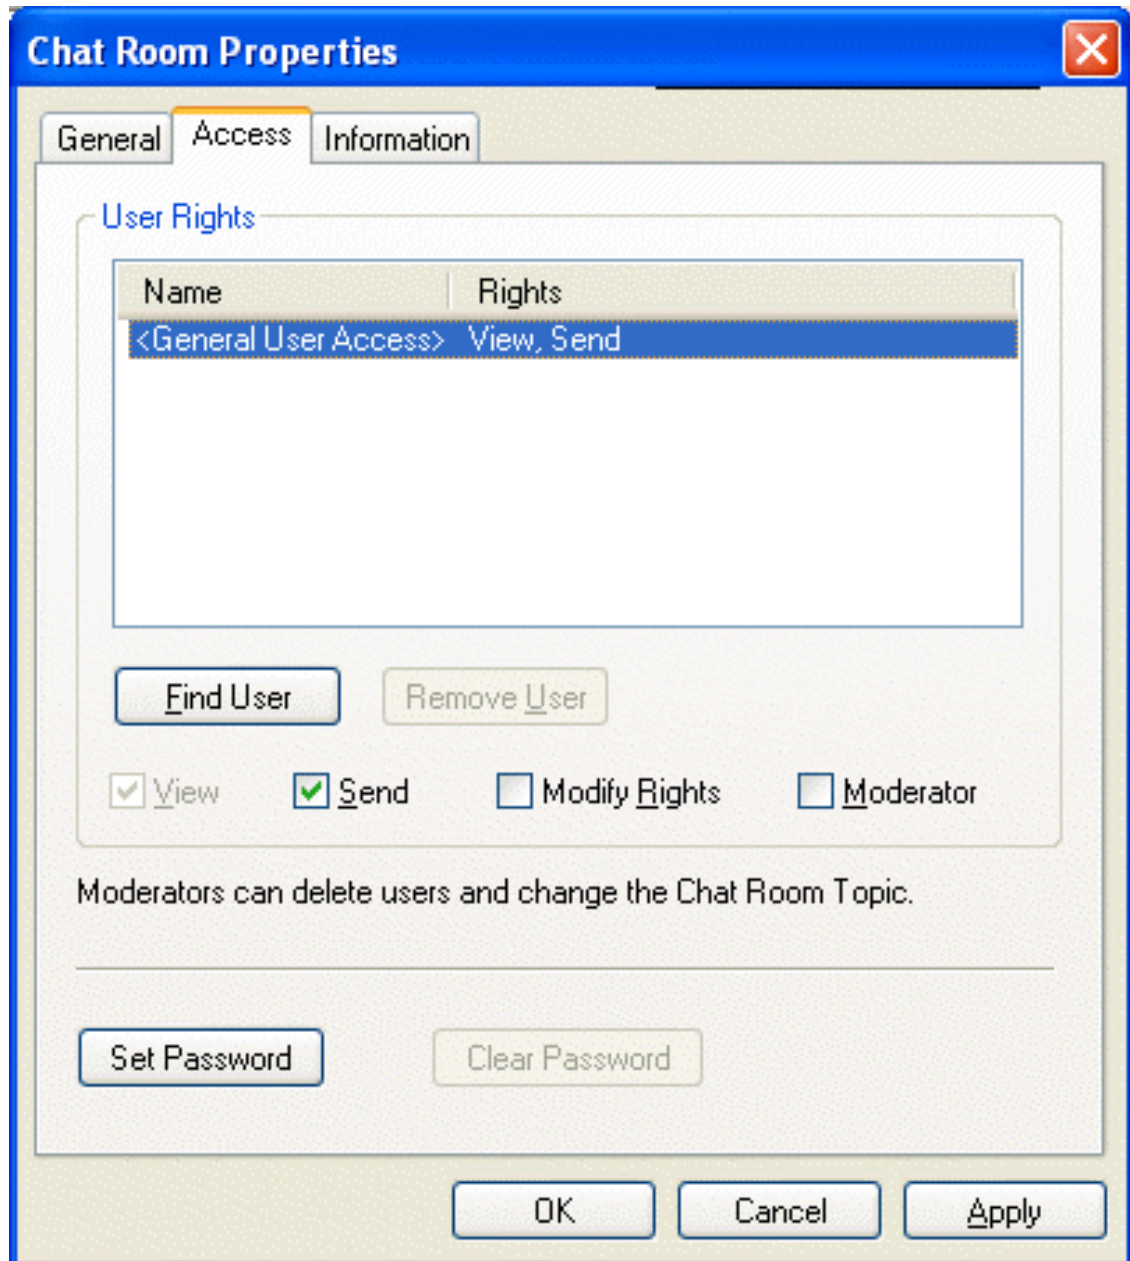 Chat Room Properties
General Access Information
User Rights
Name Rights
<General User Access> View, Send
Find User Remove User
View Send Modify Rights Moderator
Moderators can delete users and change the Chat Room Topic.
Set Password Clear Password
OK Cancel Apply